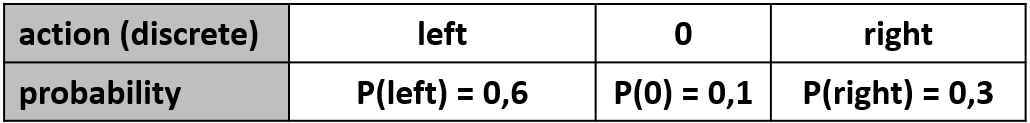 action (discrete) left 0 right
probability P(left) = 0,6 P(0) = 0,1 P(right) = 0,3